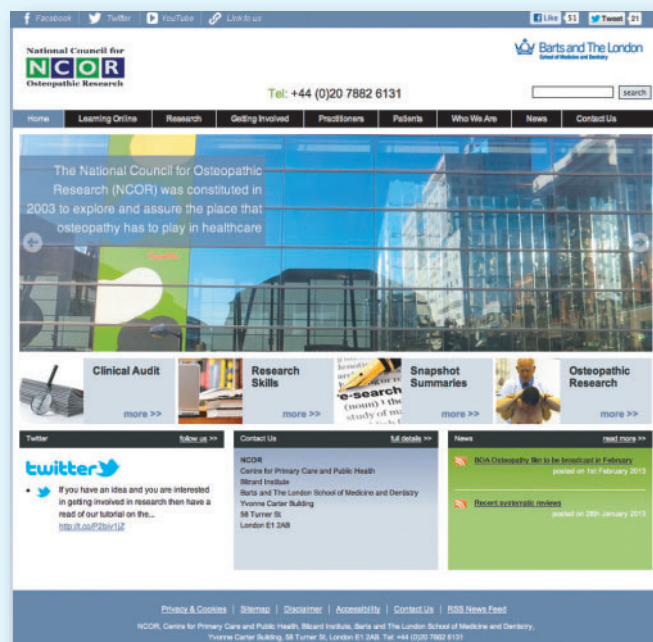 Facebook Twitter YouTube Link to us Like 51 Tweet 21
National Council for
NCOR
Osteopathic Research
Barts and The London
School of Medicine and Dentistry
Tel: +44 (0)20 7882 6131
search
Home Learning Online Research Getting Involved Practitioners Patients Who We Are News Contact Us
The National Council for Osteopathic
Research (NCOR) was constituted in
2003 to explore and assure the place that
osteopathy has to play in healthcare
Clinical Audit
more >>
Research
Skills
more >>
e-search
(noun)
study of
Snapshot
Summaries
more >>
Osteopathic
Research
more >>
Twitter follow us >>
twitter
If you have an idea and you are interested
in getting involved in research then have a
read of our tutorial on the...
Contact Us full details >>
NCOR
Centre for Primary Care and Public Health
Blizard Institute
Barts and The London School of Medicine and Dentistry
Yvonne Carter Building
58 Turner St
London E1 2AB
News read more >>
BOA Osteopathy film to be broadcast in February
posted on 1st February 2013
Recent systematic reviews
posted on 28th January 2013
Privacy & Cookies | Sitemap | Disclaimer | Accessibility | Contact Us | RSS News Feed
NCOR, Centre for Primary Care and Public Health, Blizard Institute, Barts and The London School of Medicine and Dentistry,
Yvonne Carter Building, 58 Turner St, London E1 2AB. Tel: +44 (0)20 7882 6131